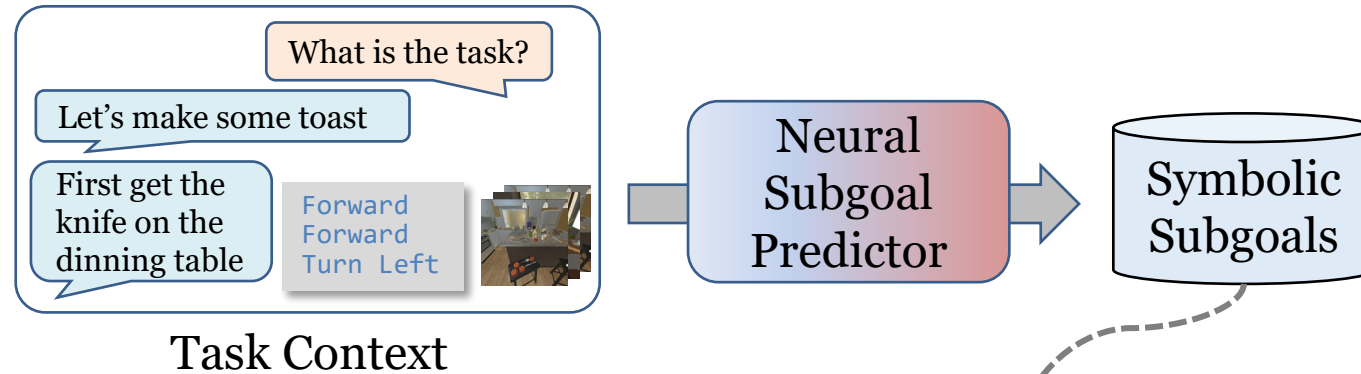 What is the task?
Let's make some toast
First get the
knife on the
dinning table
Forward
Forward
Turn Left
Task Context
Neural
Subgoal
Predictor
Symbolic
Subgoals